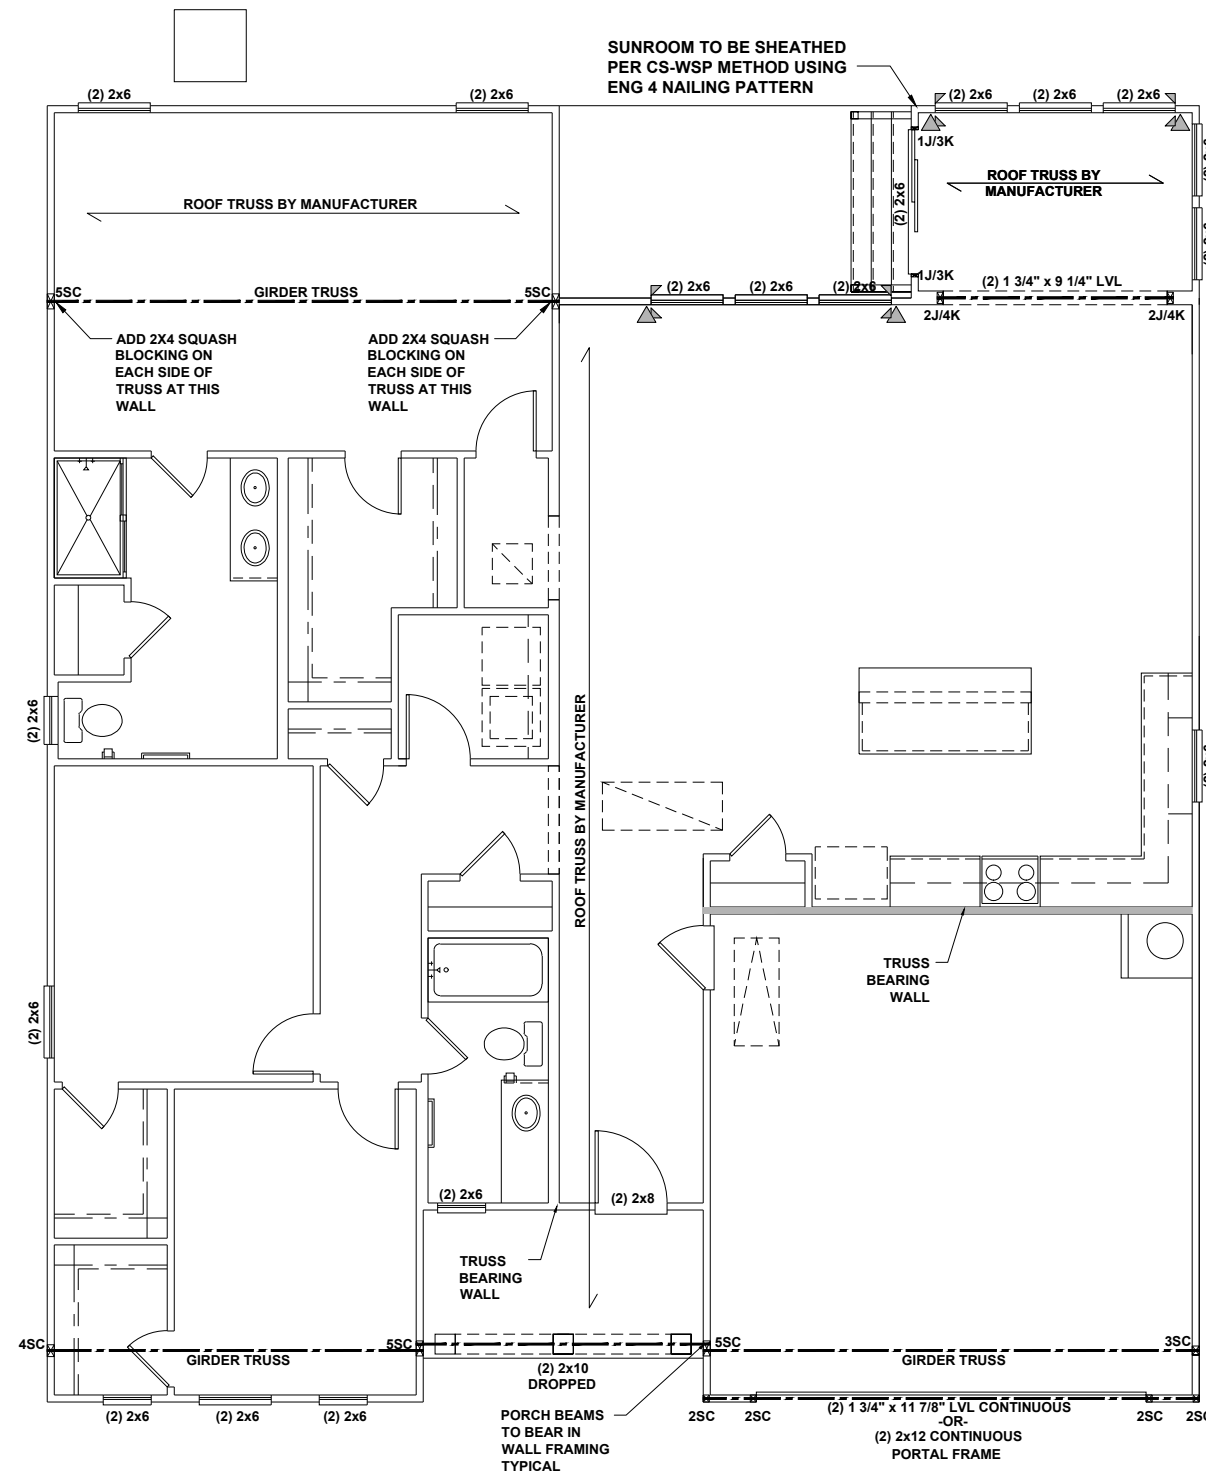 SUNROOM TO BE SHEATHED
PER CS-WSP METHOD USING
ENG 4 NAILING PATTERN
(2) 2x6
(2) 2x6
(2) 2x6
(2) 2x6
(2) 2x6
1J/3K
ROOF TRUSS BY
MANUFACTURER
(2) 2x6
ROOF TRUSS BY MANUFACTURER
1J/3K
(2) 1 3/4" x 9 1/4" LVL
5SC
GIRDER TRUSS
5SC
(2) 2x6
(2) 2x6
(2) 2x6
2J/4K
2J/4K
ADD 2X4 SQUASH
BLOCKING ON
EACH SIDE OF
TRUSS AT THIS
WALL
ADD 2X4 SQUASH
BLOCKING ON
EACH SIDE OF
TRUSS AT THIS
WALL
(2) 2x6
ROOF TRUSS BY MANUFACTURER
TRUSS
BEARING
WALL
(2) 2x6
(2) 2x6
(2) 2x8
TRUSS
BEARING
WALL
4SC
GIRDER TRUSS
5SC
5SC
GIRDER TRUSS
3SC
(2) 2x10
DROPPED
(2) 2x6
(2) 2x6
(2) 2x6
PORCH BEAMS
TO BEAR IN
WALL FRAMING
TYPICAL
2SC
2SC
(2) 1 3/4" x 11 7/8" LVL CONTINUOUS
-OR-
(2) 2x12 CONTINUOUS
PORTAL FRAME
2SC